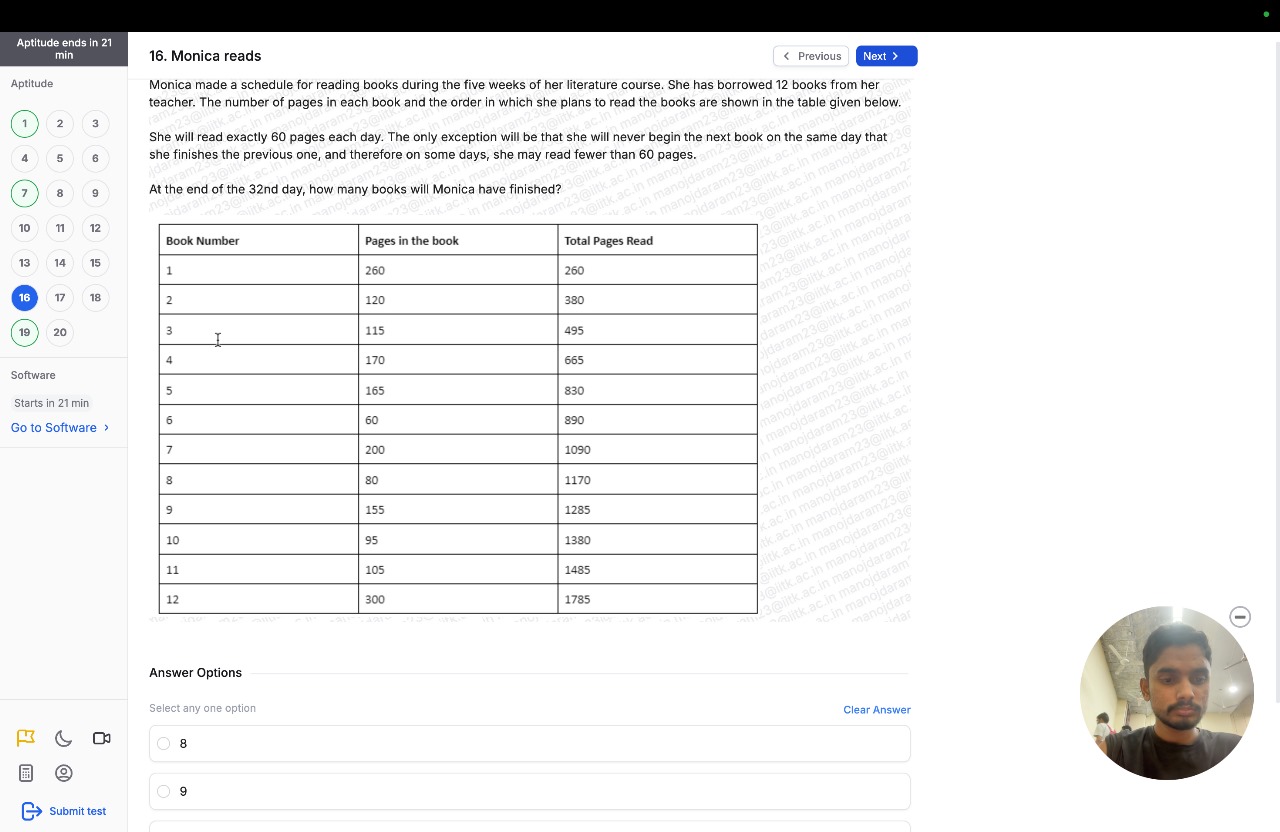 Aptitude ends in 21 min
16. Monica reads
Previous
Next
Aptitude
1 2 3
4 5 6
7 8 9
10 11 12
13 14 15
16 17 18
19 20
Software
Starts in 21 min
Go to Software
Submit test
Monica made a schedule for reading books during the five weeks of her literature course. She has borrowed 12 books from her
teacher. The number of pages in each book and the order in which she plans to read the books are shown in the table given below.
She will read exactly 60 pages each day. The only exception will be that she will never begin the next book on the same day that
she finishes the previous one, and therefore on some days, she may read fewer than 60 pages.
At the end of the 32nd day, how many books will Monica have finished?
Book Number Pages in the book Total Pages Read
1 260 260
2 120 380
3 115 495
4 170 665
5 165 830
6 60 890
7 200 1090
8 80 1170
9 155 1285
10 95 1380
11 105 1485
12 300 1785
manojdaram23@iitk.ac.in
Answer Options
Select any one option
Clear Answer
8
9